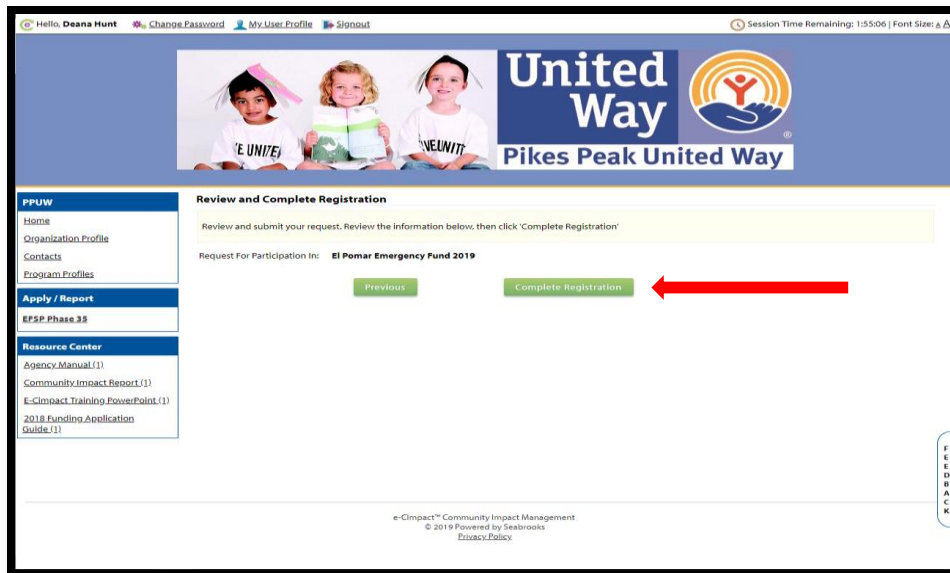 Hello, Deana Hunt Change Password My User Profile Signout
Session Time Remaining: 1:55:06 | Font Size: A A
LIVE UNITE
LIVEUNITE
United
Way
®
Pikes Peak United Way
PPUW
Home
Organization Profile
Contacts
Program Profiles
Apply / Report
EFSP Phase 35
Resource Center
Agency Manual (1)
Community Impact Report (1)
E-CImpact Training PowerPoint (1)
2018 Funding Application
Guide (1)
Review and Complete Registration
Review and submit your request. Review the information below, then click 'Complete Registration'
Request For Participation In: El Pomar Emergency Fund 2019
Previous
Complete Registration
FEEDBACK
e-CImpact™ Community Impact Management
© 2019 Powered by Seabrooks
Privacy Policy